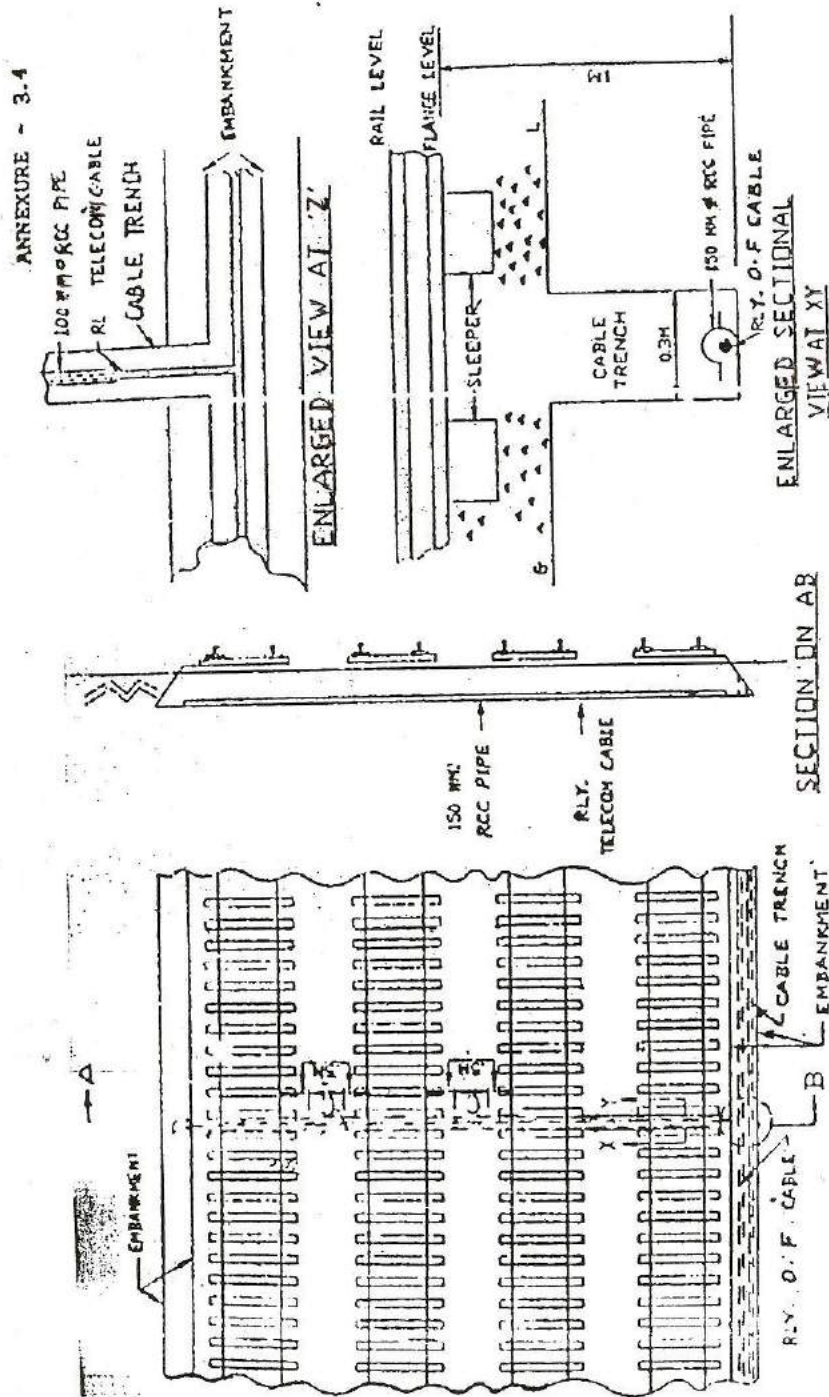 ANNEXURE - 3.4
100 MM Φ RCC PIPE
RL TELECOM CABLE
CABLE TRENCH
EMBANKMENT
ENLARGED VIEW AT 'Z'
RAIL LEVEL
FLANGE LEVEL
SLEEPER
G
L
CABLE
TRENCH
0.3M
150 MM Φ RCC PIPE
RLY. O.F CABLE
ENLARGED SECTIONAL
VIEW AT XY
150 MM.
RCC PIPE
RLY.
TELECOM CABLE
SECTION ON AB
A
EMBANKMENT
X
Y
RLY. O.F. CABLE
B
CABLE TRENCH
EMBANKMENT